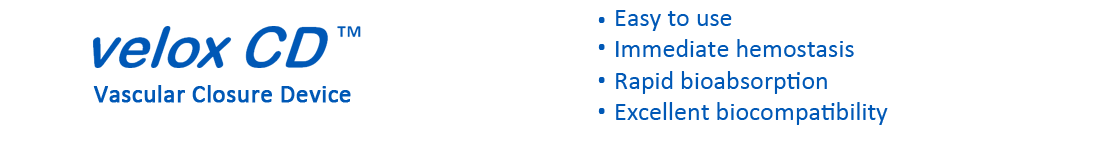 velox CD™
Vascular Closure Device
• Easy to use
• Immediate hemostasis
• Rapid bioabsorption
• Excellent biocompatibility